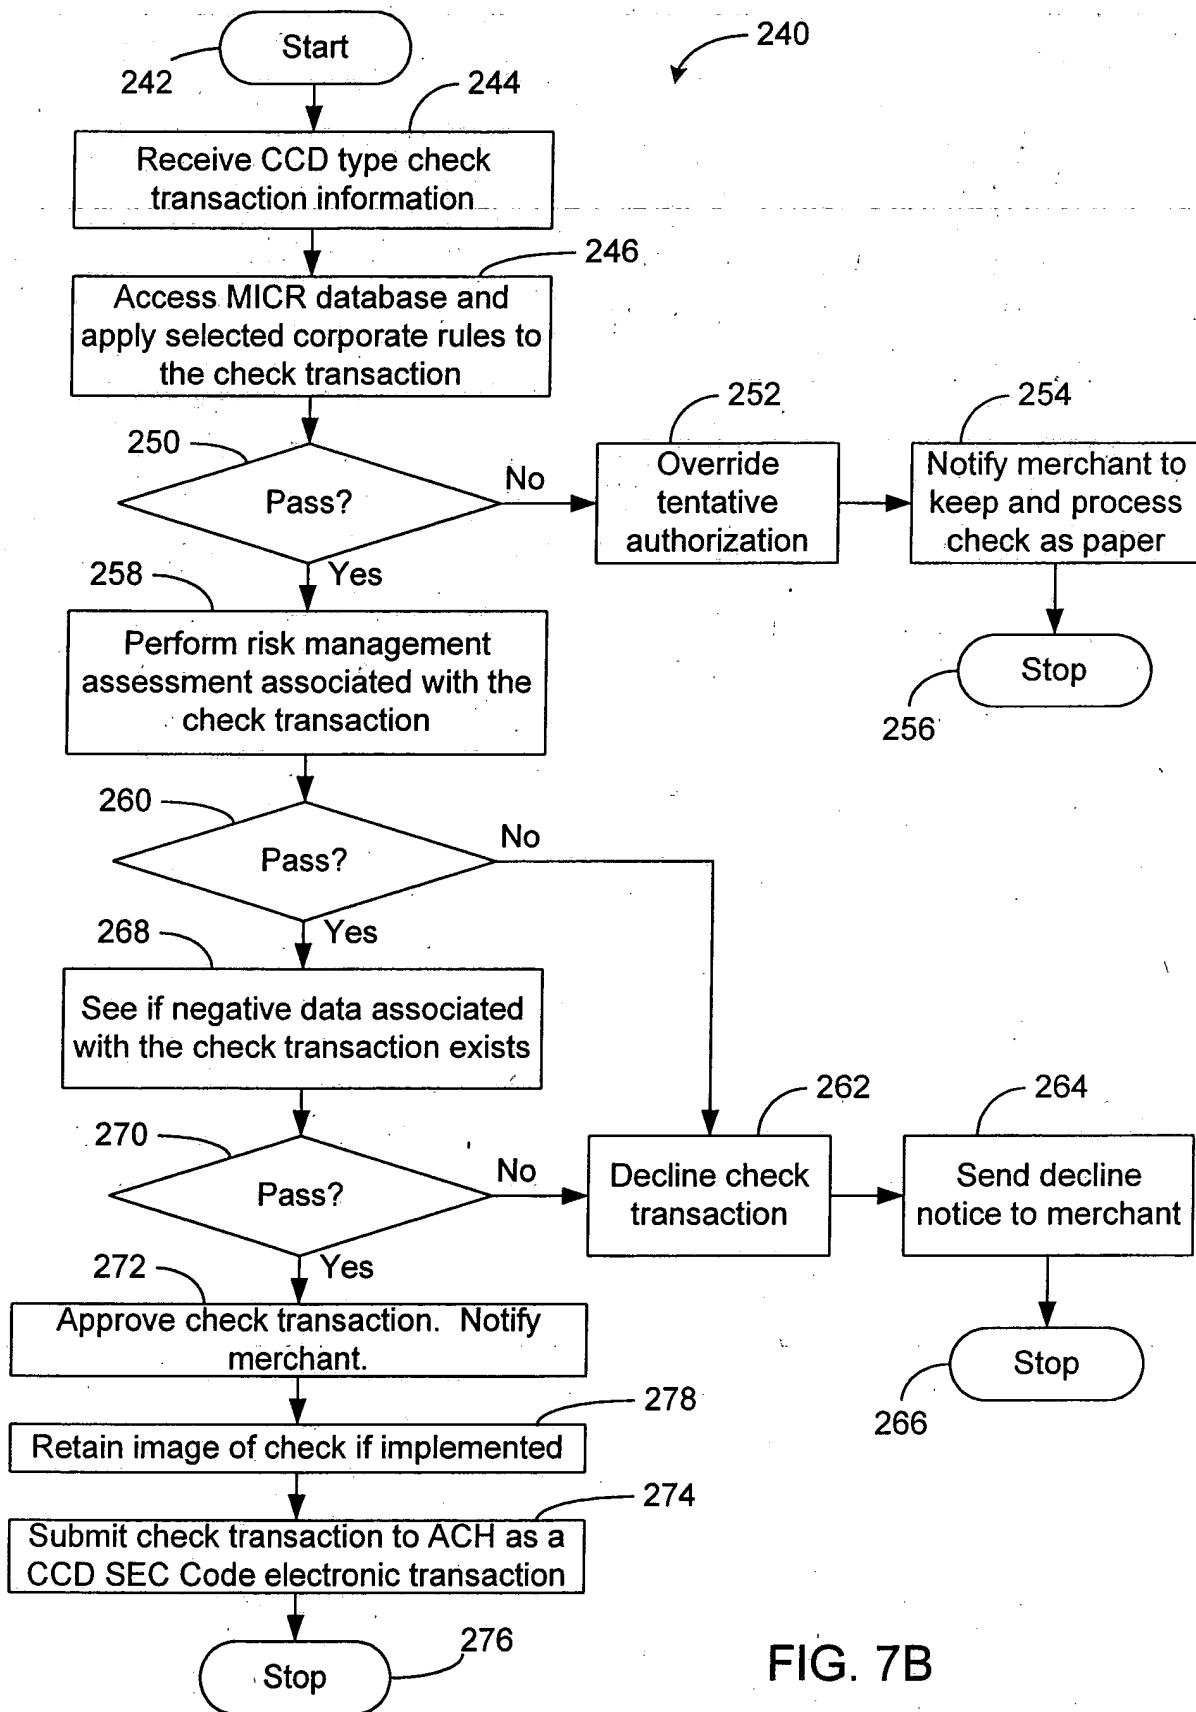 Start
240
242
244
Receive CCD type check
transaction information
246
Access MICR database and
apply selected corporate rules to
the check transaction
250
Pass?
No
252
Override
tentative
authorization
254
Notify merchant to
keep and process
check as paper
Yes
258
Perform risk management
assessment associated with the
check transaction
Stop
256
260
Pass?
No
Yes
268
See if negative data associated
with the check transaction exists
270
Pass?
No
262
Decline check
transaction
264
Send decline
notice to merchant
Yes
272
Approve check transaction. Notify
merchant.
Stop
266
278
Retain image of check if implemented
274
Submit check transaction to ACH as a
CCD SEC Code electronic transaction
276
Stop
FIG. 7B